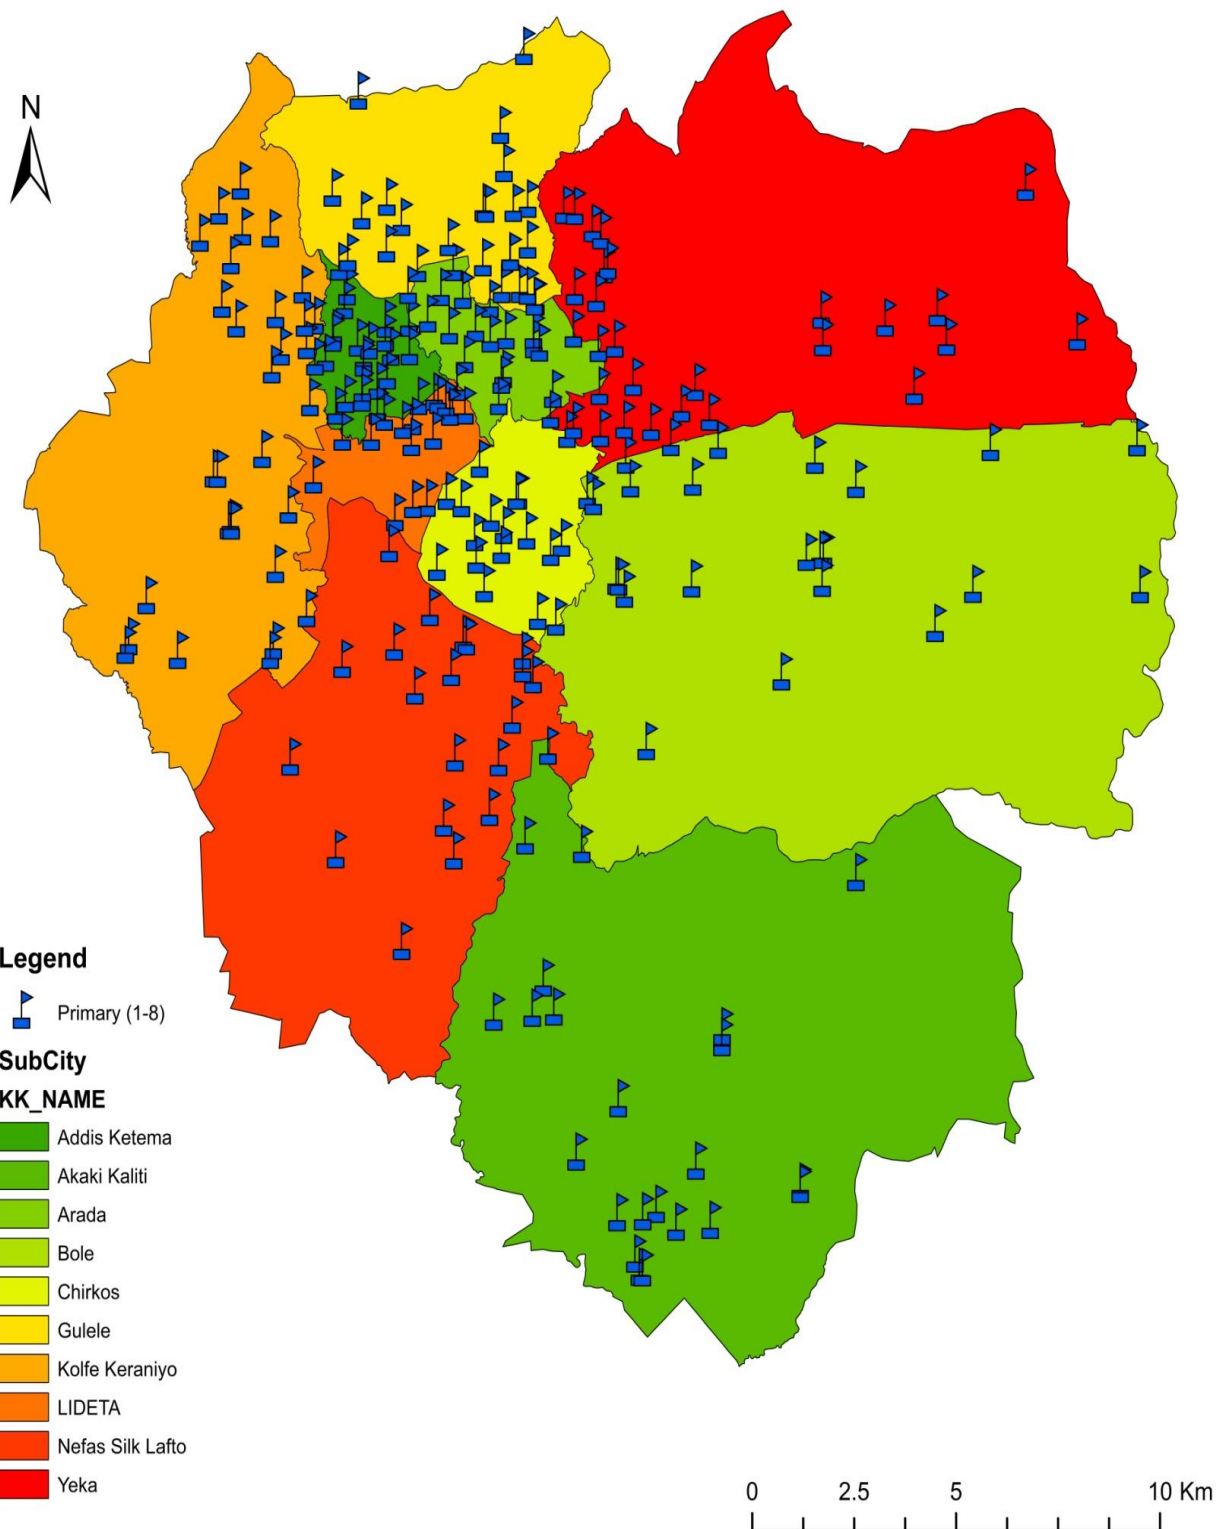 N
Legend
Primary (1-8)
SubCity
KK_NAME
Addis Ketema
Akaki Kaliti
Arada
Bole
Chirkos
Gulele
Kolfe Keraniyo
LIDETA
Nefas Silk Lafto
Yeka
0 2.5 5 10 Km